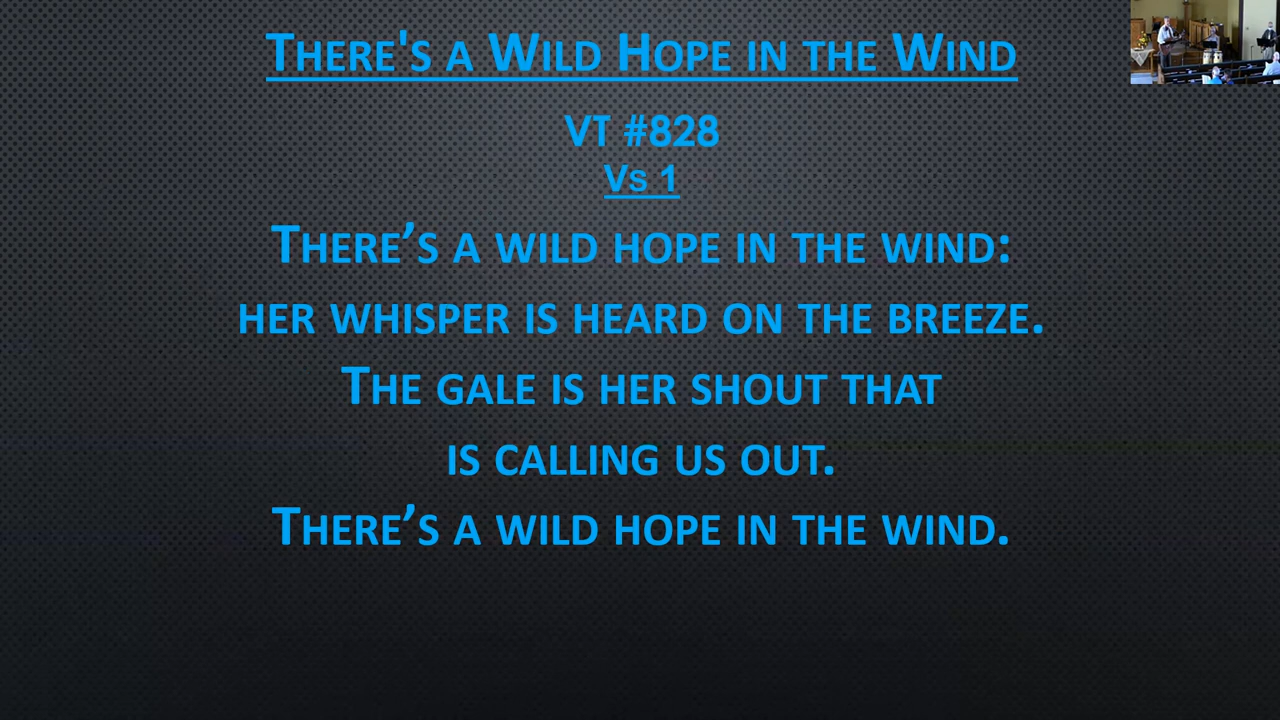 There's a Wild Hope in the Wind
VT #828
Vs 1
There’s a wild hope in the wind:
her whisper is heard on the breeze.
The gale is her shout that
is calling us out.
There’s a wild hope in the wind.